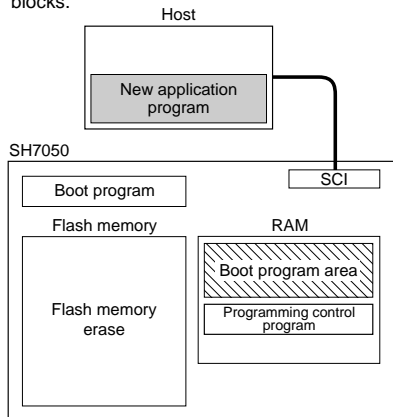 blocks.
Host
New application
program
SH7050
SCI
Boot program
Flash memory
RAM
Boot program area
Flash memory
erase
Programming control
program